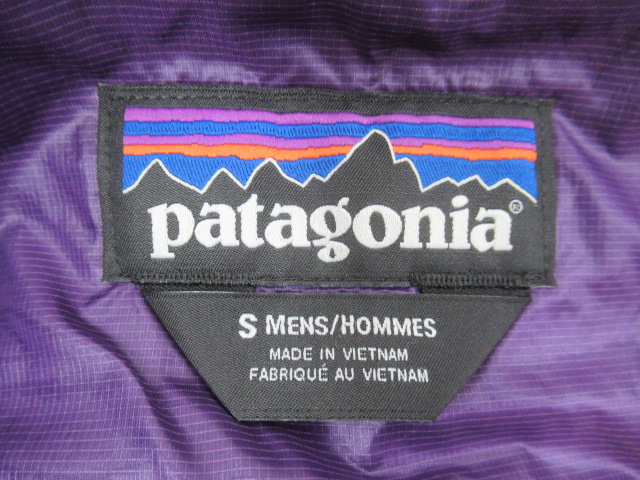 patagonia®
S MENS/HOMMES
MADE IN VIETNAM
FABRIQUÉ AU VIETNAM